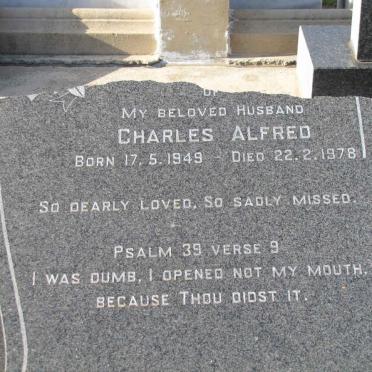 OF
MY BELOVED HUSBAND
CHARLES ALFRED
BORN 17.5.1949 - DIED 22.2.1978
SO DEARLY LOVED, SO SADLY MISSED.
PSALM 39 VERSE 9
I WAS DUMB, I OPENED NOT MY MOUTH.
BECAUSE THOU DIDST IT.